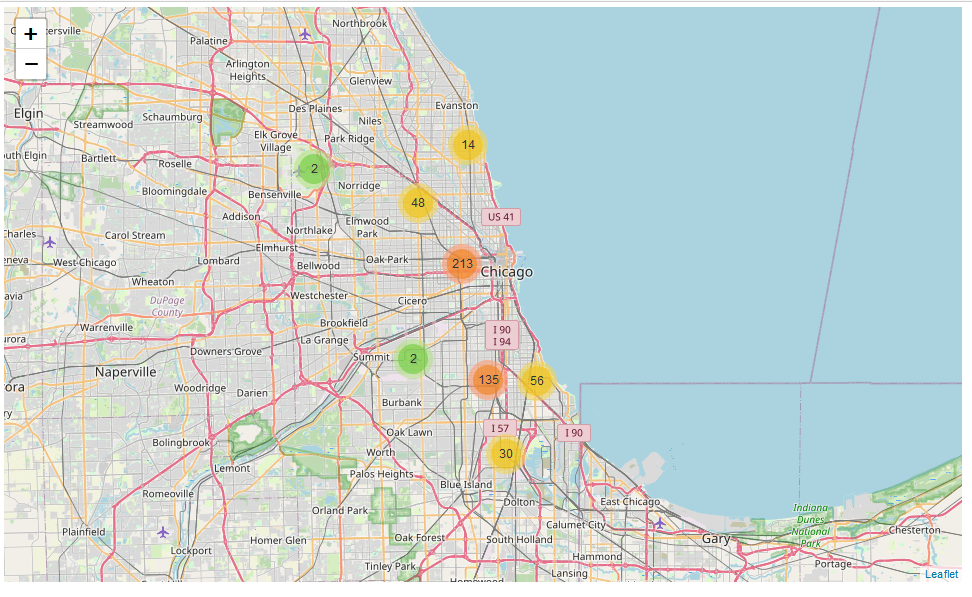 +
−
Northbrook
Palatine
Arlington
Heights
Glenview
Evanston
Des Plaines
Elgin
Streamwood
Schaumburg
Niles
Elk Grove
Village
Park Ridge
14
Bartlett
Roselle
2
Bloomingdale
Bensenville
Norridge
48
Addison
Elmwood
Park
US 41
Northlake
Carol Stream
Elmhurst
West Chicago
Lombard
Bellwood
Oak Park
213
Chicago
Wheaton
Westchester
Cicero
DuPage
County
Warrenville
Brookfield
I 90
I 94
La Grange
Downers Grove
Summit
2
Naperville
135
56
Woodridge
Darien
Burbank
Bolingbrook
Oak Lawn
I 57
I 90
Lemont
Worth
30
Palos Heights
Romeoville
Blue Island
Orland Park
Dolton
East Chicago
Plainfield
Calumet City
Indiana
Dunes
National
Park
Lockport
Homer Glen
Oak Forest
South Holland
Gary
Chesterton
Tinley Park
Hammond
Portage
Lansing
Leaflet